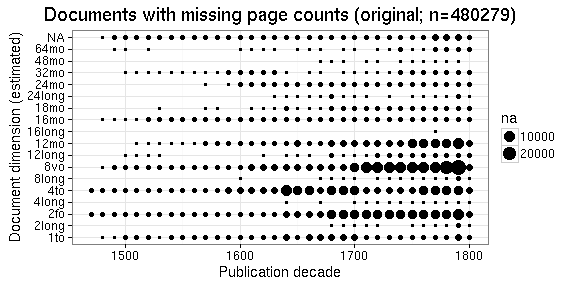 Documents with missing page counts (original; n=480279)
Document dimension (estimated)
NA
64mo
48mo
32mo
24mo
24long
18mo
16mo
16long
12mo
12long
8vo
8long
4to
4long
2fo
2long
1to
1500
1600
1700
1800
Publication decade
na
10000
20000